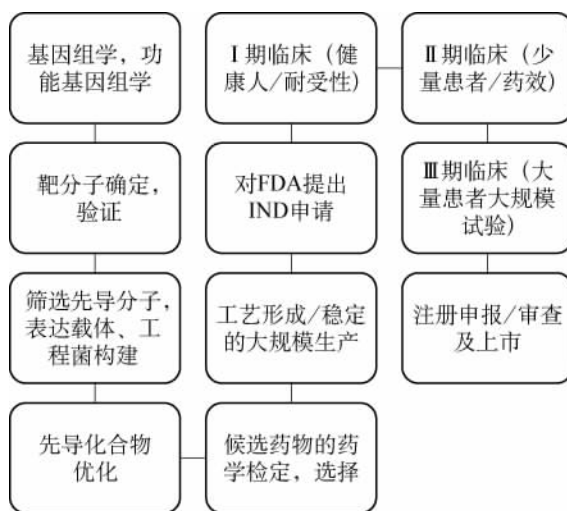 基因组学，功
能基因组学
靶分子确定，
验证
筛选先导分子，
表达载体、工
程菌构建
先导化合物
优化
候选药物的药
学检定，选择
工艺形成/稳定
的大规模生产
对FDA提出
IND申请
Ⅰ期临床（健
康人/耐受性)
Ⅱ期临床（少
量患者/药效)
Ⅲ期临床（大
量患者大规模
试验）
注册申报/审查
及上市